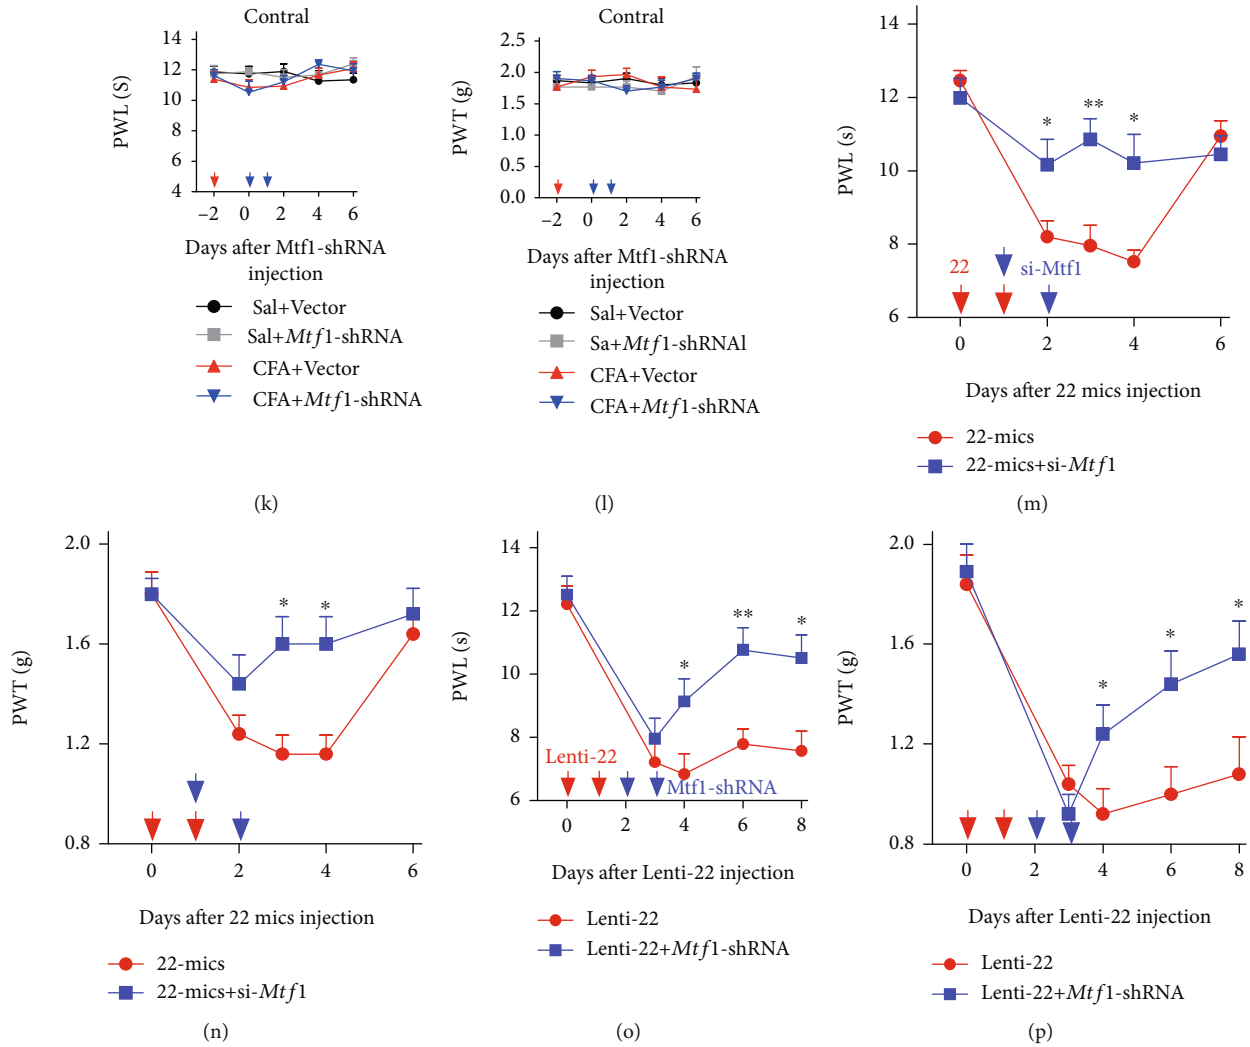 Contral
14
12
10
8
6
4
PWL (S)
–2 0 2 4 6
Days after Mtf1-shRNA
injection
Sal+Vector
Sal+Mtf1-shRNA
CFA+Vector
CFA+Mtf1-shRNA
(k)
Contral
2.5
2.0
1.5
1.0
0.5
0.0
PWT (g)
–2 0 2 4 6
Days after Mtf1-shRNA
injection
Sal+Vector
Sa+Mtf1-shRNAl
CFA+Vector
CFA+Mtf1-shRNA
(l)
14
12
10
8
6
PWL (s)
* ** *
22
si-Mtf1
0 2 4 6
Days after 22 mics injection
22-mics
22-mics+si-Mtf1
(m)
2.0
1.6
1.2
0.8
PWT (g)
* *
0 2 4 6
Days after 22 mics injection
22-mics
22-mics+si-Mtf1
(n)
14
12
10
8
6
PWL (s)
* ** *
Lenti-22
Mtf1-shRNA
0 2 4 6 8
Days after Lenti-22 injection
Lenti-22
Lenti-22+Mtf1-shRNA
(o)
2.0
1.6
1.2
0.8
PWT (g)
* * *
0 2 4 6 8
Days after Lenti-22 injection
Lenti-22
Lenti-22+Mtf1-shRNA
(p)